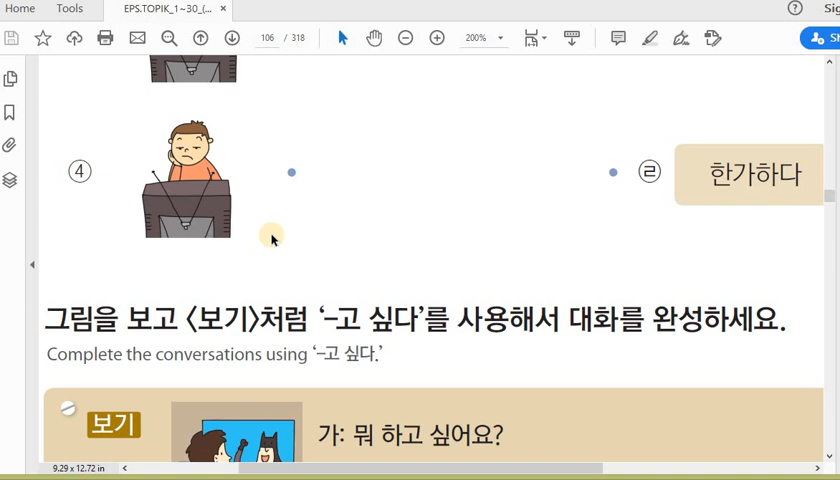 Home Tools EPS.TOPIK_1~30_(... × ? Sig
106 / 318 200%
④ ㉣ 한가하다
그림을 보고 〈보기〉처럼 ‘–고 싶다’를 사용해서 대화를 완성하세요.
Complete the conversations using ‘–고 싶다.’
보기 가: 뭐 하고 싶어요?
9.29 x 12.72 in